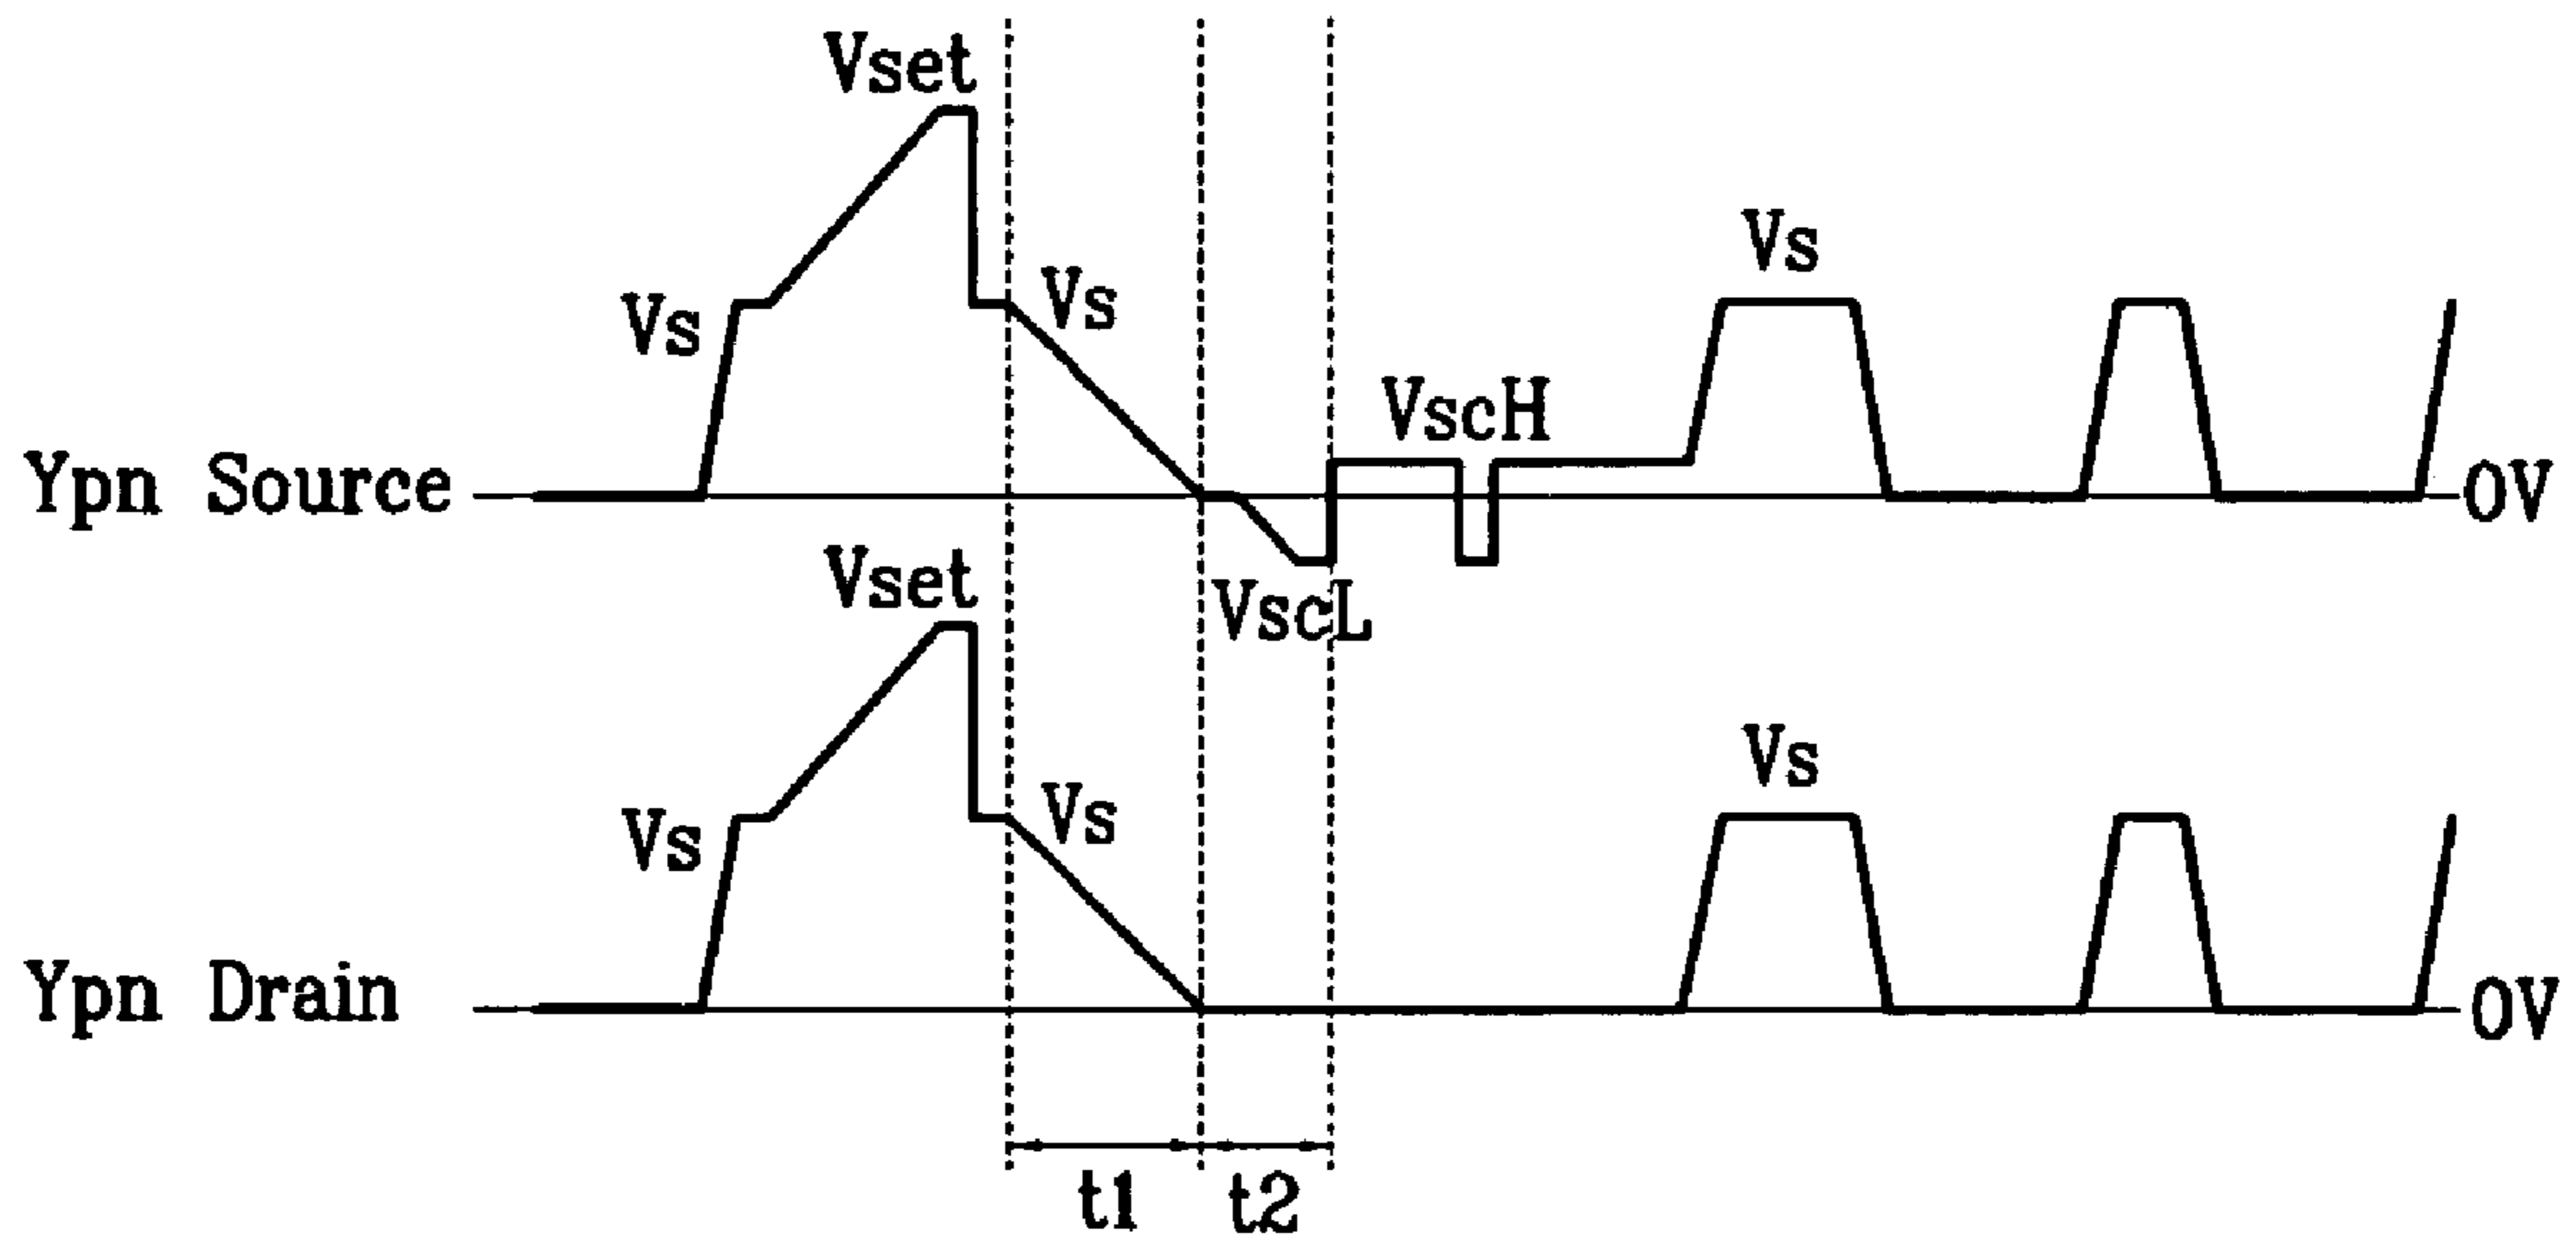 Vset
Vs
Vs
Vs
VscH
Ypn Source
0V
VscL
Vset
Vs
Vs
Vs
Ypn Drain
0V
t1
t2